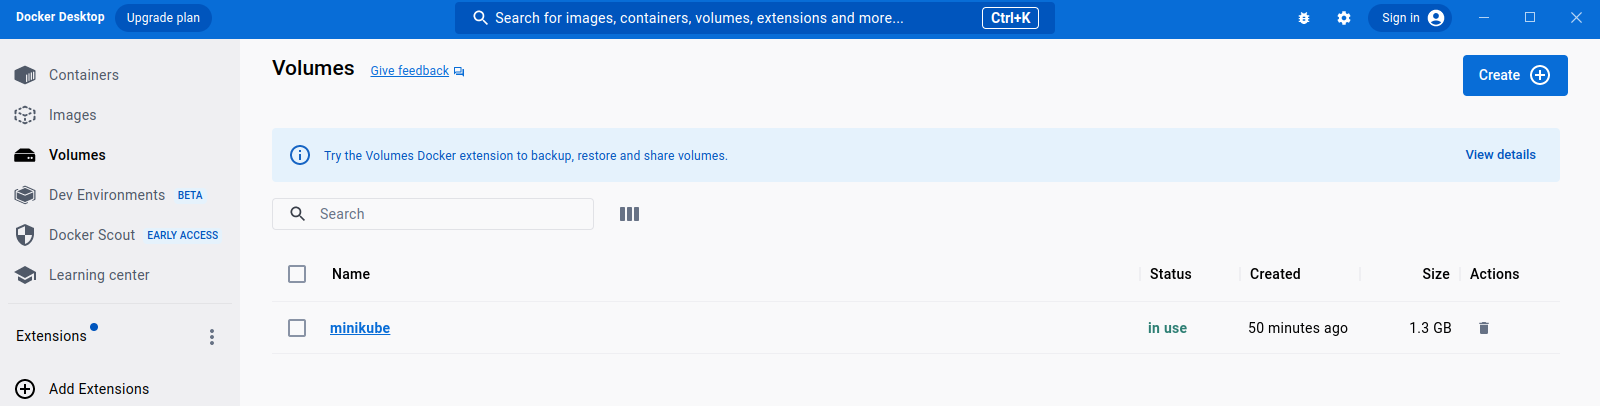 Docker Desktop Upgrade plan Search for images, containers, volumes, extensions and more... Ctrl+K Sign in
Containers
Images
Volumes
Dev Environments BETA
Docker Scout EARLY ACCESS
Learning center
Extensions
Add Extensions
Volumes Give feedback
Create
Try the Volumes Docker extension to backup, restore and share volumes. View details
Search
Name Status Created Size Actions
minikube in use 50 minutes ago 1.3 GB